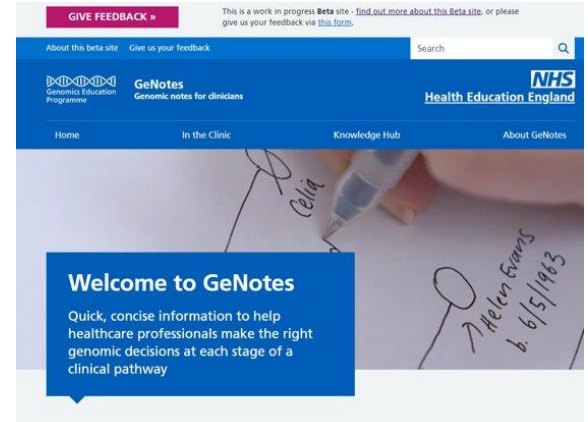 GIVE FEEDBACK »
This is a work in progress Beta site - find out more about this Beta site, or please
give us your feedback via this form.
About this beta site Give us your feedback
Search
Genomics Education
Programme
GeNotes
Genomic notes for clinicians
NHS
Health Education England
Home In the Clinic Knowledge Hub About GeNotes
Celia
Helen Evans
b. 6/5/1963
Welcome to GeNotes
Quick, concise information to help
healthcare professionals make the right
genomic decisions at each stage of a
clinical pathway